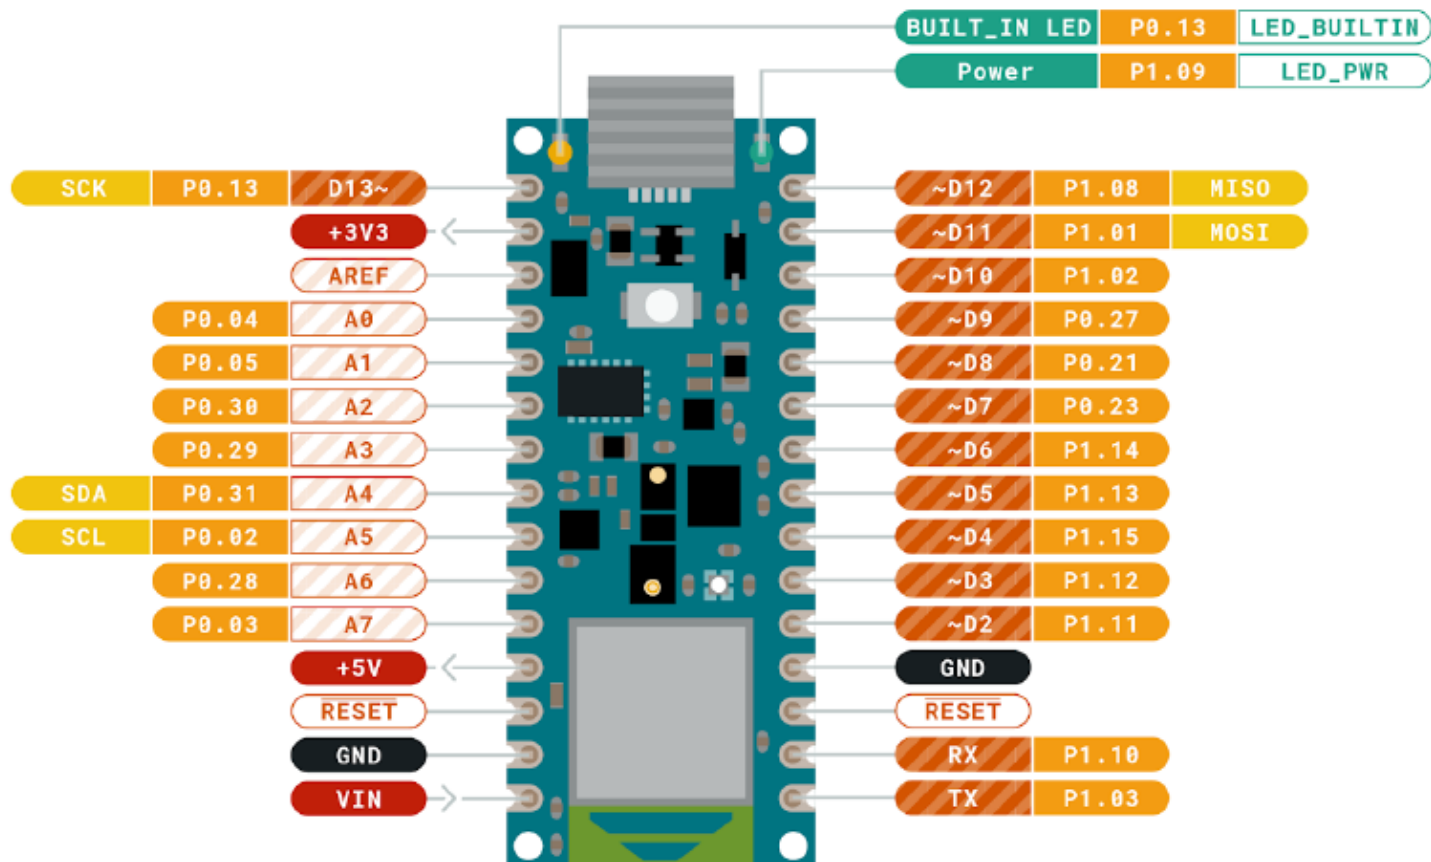 BUILT_IN LED P0.13 LED_BUILTIN
Power P1.09 LED_PWR
SCK P0.13 D13~ ~D12 P1.08 MISO
+3V3 ~D11 P1.01 MOSI
AREF ~D10 P1.02
P0.04 A0 ~D9 P0.27
P0.05 A1 ~D8 P0.21
P0.30 A2 ~D7 P0.23
P0.29 A3 ~D6 P1.14
SDA P0.31 A4 ~D5 P1.13
SCL P0.02 A5 ~D4 P1.15
P0.28 A6 ~D3 P1.12
P0.03 A7 ~D2 P1.11
+5V GND
RESET RESET
GND RX P1.10
VIN TX P1.03